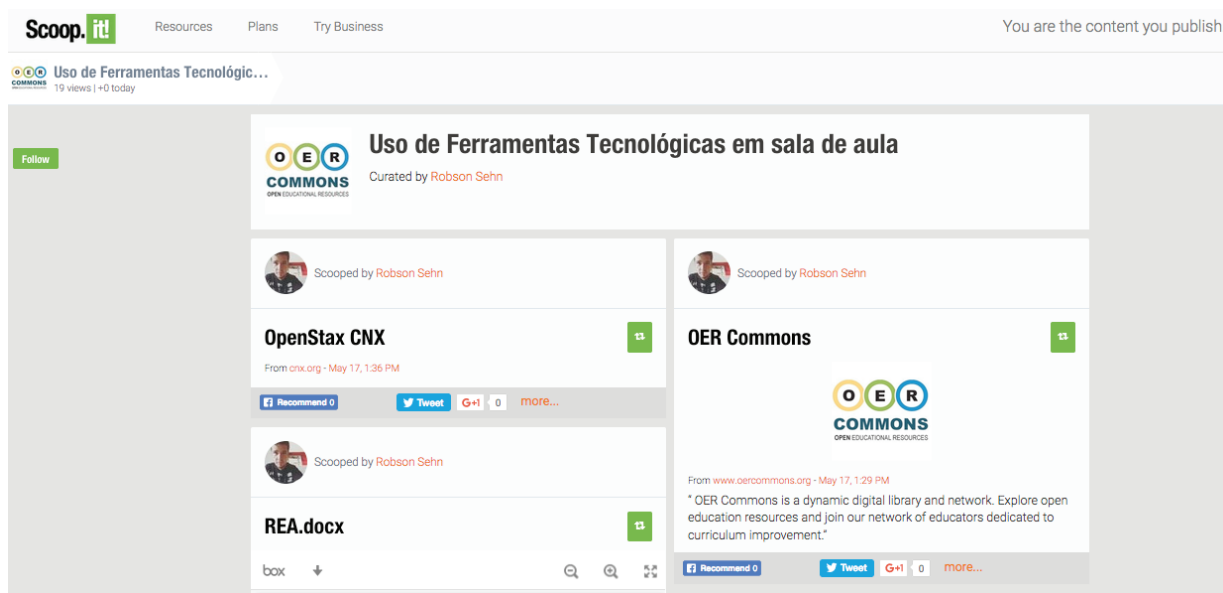 Scoop.it!
Resources Plans Try Business
You are the content you publish
OER
COMMONS
Uso de Ferramentas Tecnológic...
19 views | +0 today
Follow
O E R
COMMONS
OPEN EDUCATIONAL RESOURCES
Uso de Ferramentas Tecnológicas em sala de aula
Curated by Robson Sehn
Scooped by Robson Sehn
OpenStax CNX
From cnx.org - May 17, 1:36 PM
Recommend 0 Tweet G+1 0 more...
Scooped by Robson Sehn
REA.docx
box
Scooped by Robson Sehn
OER Commons
O E R
COMMONS
OPEN EDUCATIONAL RESOURCES
From www.oercommons.org - May 17, 1:29 PM
" OER Commons is a dynamic digital library and network. Explore open
education resources and join our network of educators dedicated to
curriculum improvement."
Recommend 0 Tweet G+1 0 more...